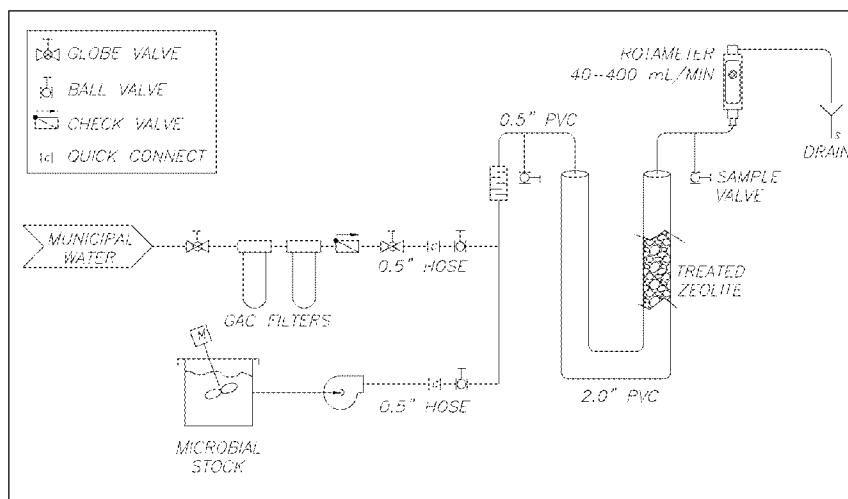 GLOBE VALVE
BALL VALVE
CHECK VALVE
QUICK CONNECT
ROTAMETER
40-400 mL/MIN
0.5" PVC
S
DRAIN
SAMPLE
VALVE
MUNICIPAL
WATER
0.5" HOSE
TREATED
ZEOLITE
GAC FILTERS
M
0.5" HOSE
2.0" PVC
MICROBIAL
STOCK